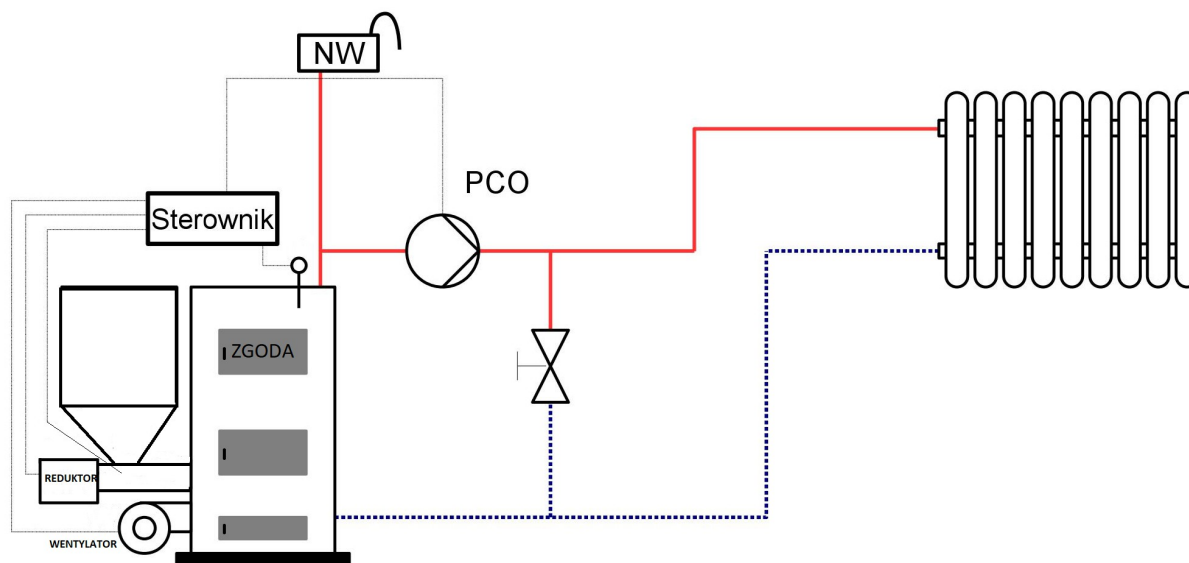 NW
PCO
Sterownik
ZGODA
REDUKTOR
WENTYLATOR